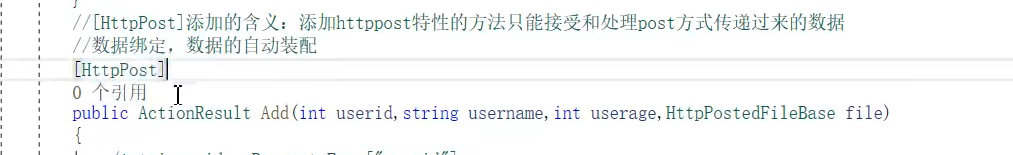 }
//[HttpPost]添加的含义：添加httppost特性的方法只能接受和处理post方式传递过来的数据
//数据绑定，数据的自动装配
[HttpPost]
0 个引用
public ActionResult Add(int userid,string username,int userage,HttpPostedFileBase file)
{